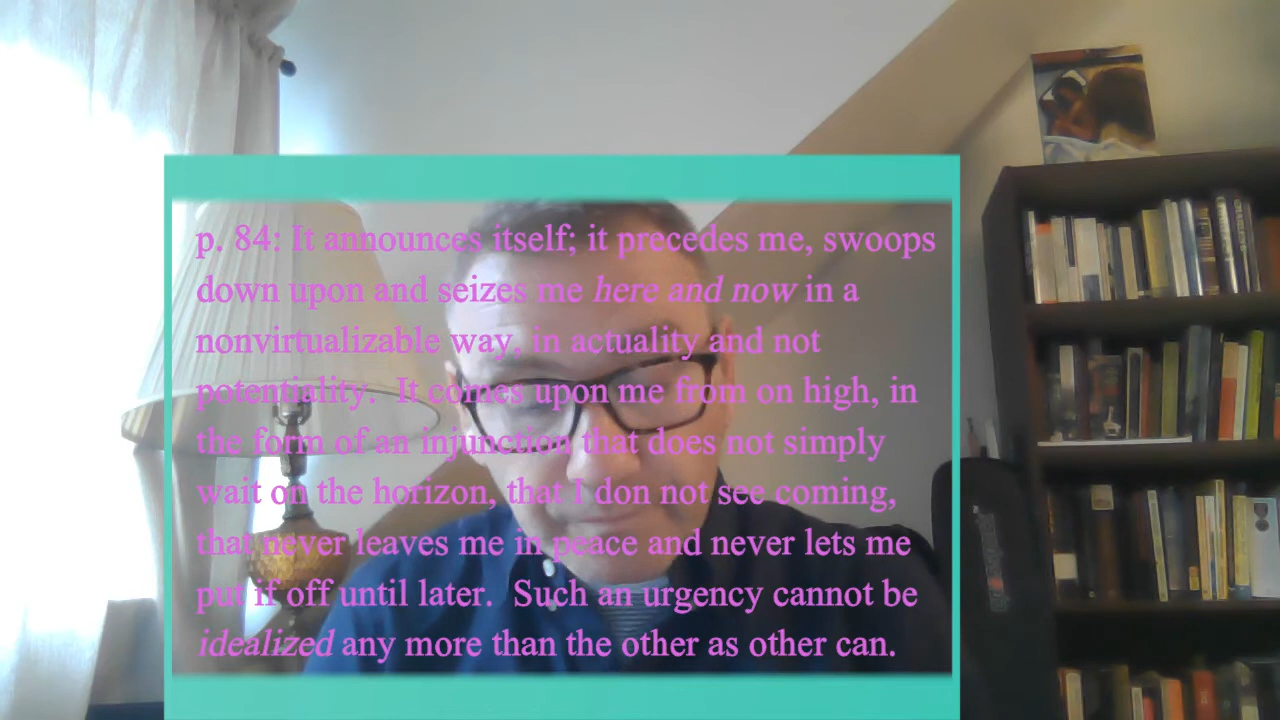 p. 84: It announces itself; it precedes me, swoops
down upon and seizes me here and now in a
nonvirtualizable way, in actuality and not
potentiality.  It comes upon me from on high, in
the form of an injunction that does not simply
wait on the horizon, that I don not see coming,
that never leaves me in peace and never lets me
put if off until later.  Such an urgency cannot be
idealized any more than the other as other can.